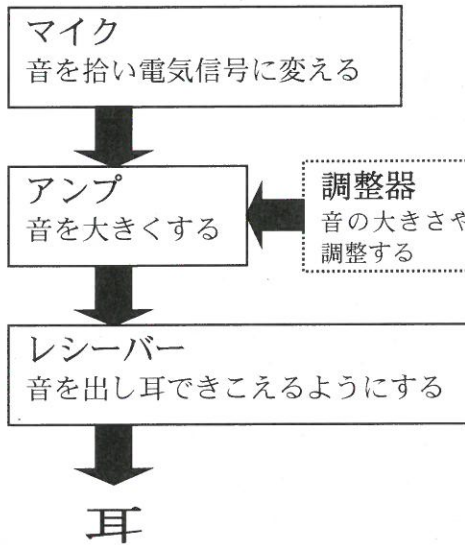 マイク
音を拾い電気信号に変える
アンプ
音を大きくする
調整器
音の大きさや
調整する
レシーバー
音を出し耳できこえるようにする
耳